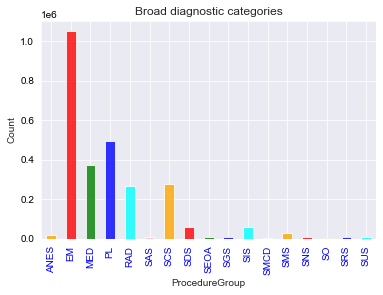 Broad diagnostic categories
1e6
1.0
0.8
0.6
0.4
0.2
0.0
Count
ANES
EM
MED
PL
RAD
SAS
SCS
SDS
SEOA
SGS
SIS
SMCD
SMS
SNS
SO
SRS
SUS
ProcedureGroup